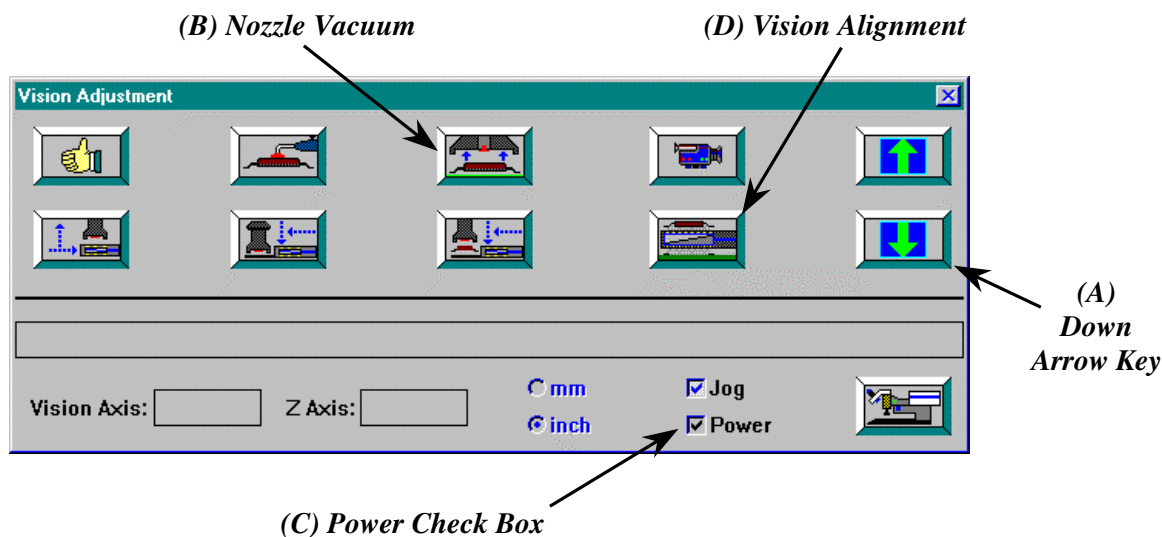 (B) Nozzle Vacuum
(D) Vision Alignment
Vision Adjustment
(A)
Down
Arrow Key
mm
Jog
Vision Axis:
Z Axis:
inch
Power
(C) Power Check Box